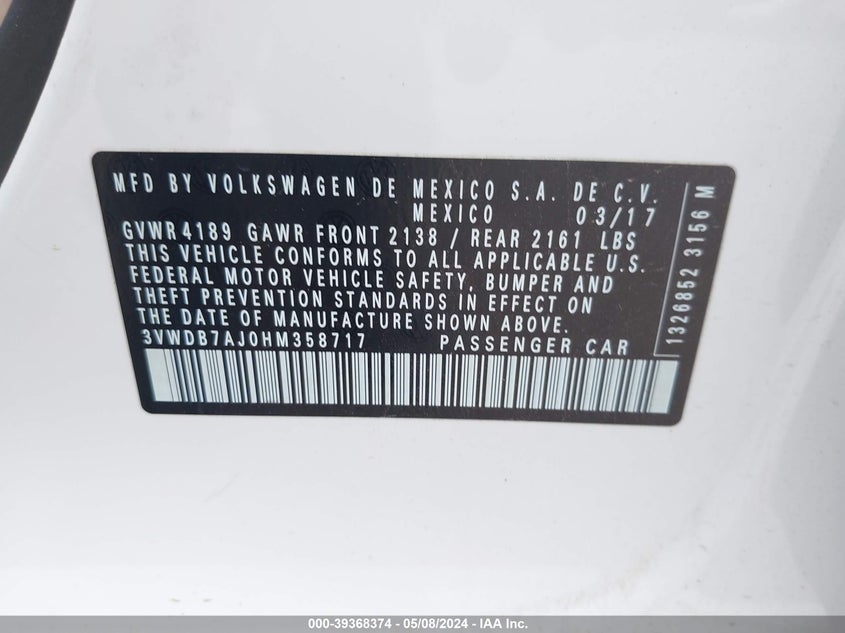 MFD BY VOLKSWAGEN DE MEXICO S.A. DE C.V.
MEXICO 03/17
GVWR 4189 GAWR FRONT 2138 / REAR 2161 LBS
THIS VEHICLE CONFORMS TO ALL APPLICABLE U.S.
FEDERAL MOTOR VEHICLE SAFETY, BUMPER AND
THEFT PREVENTION STANDARDS IN EFFECT ON
THE DATE OF MANUFACTURE SHOWN ABOVE.
3VWDB7AJ0HM358717 PASSENGER CAR
1326852 3156 M
000-39368374 - 05/08/2024 - IAA Inc.